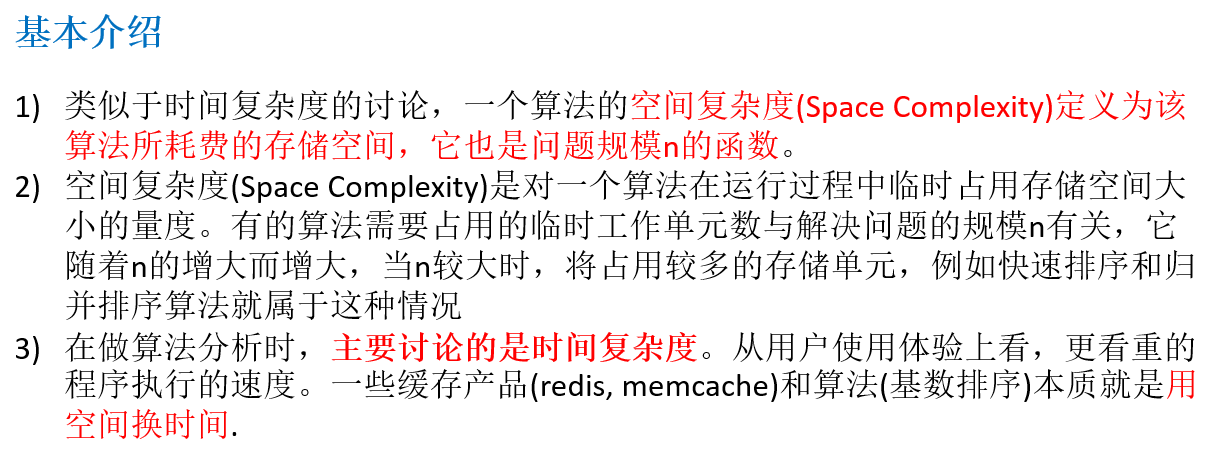 基本介绍
1) 类似于时间复杂度的讨论，一个算法的空间复杂度(Space Complexity)定义为该
算法所耗费的存储空间，它也是问题规模n的函数。
2) 空间复杂度(Space Complexity)是对一个算法在运行过程中临时占用存储空间大
小的量度。有的算法需要占用的临时工作单元数与解决问题的规模n有关，它
随着n的增大而增大，当n较大时，将占用较多的存储单元，例如快速排序和归
并排序算法就属于这种情况
3) 在做算法分析时，主要讨论的是时间复杂度。从用户使用体验上看，更看重的
程序执行的速度。一些缓存产品(redis, memcache)和算法(基数排序)本质就是用
空间换时间.